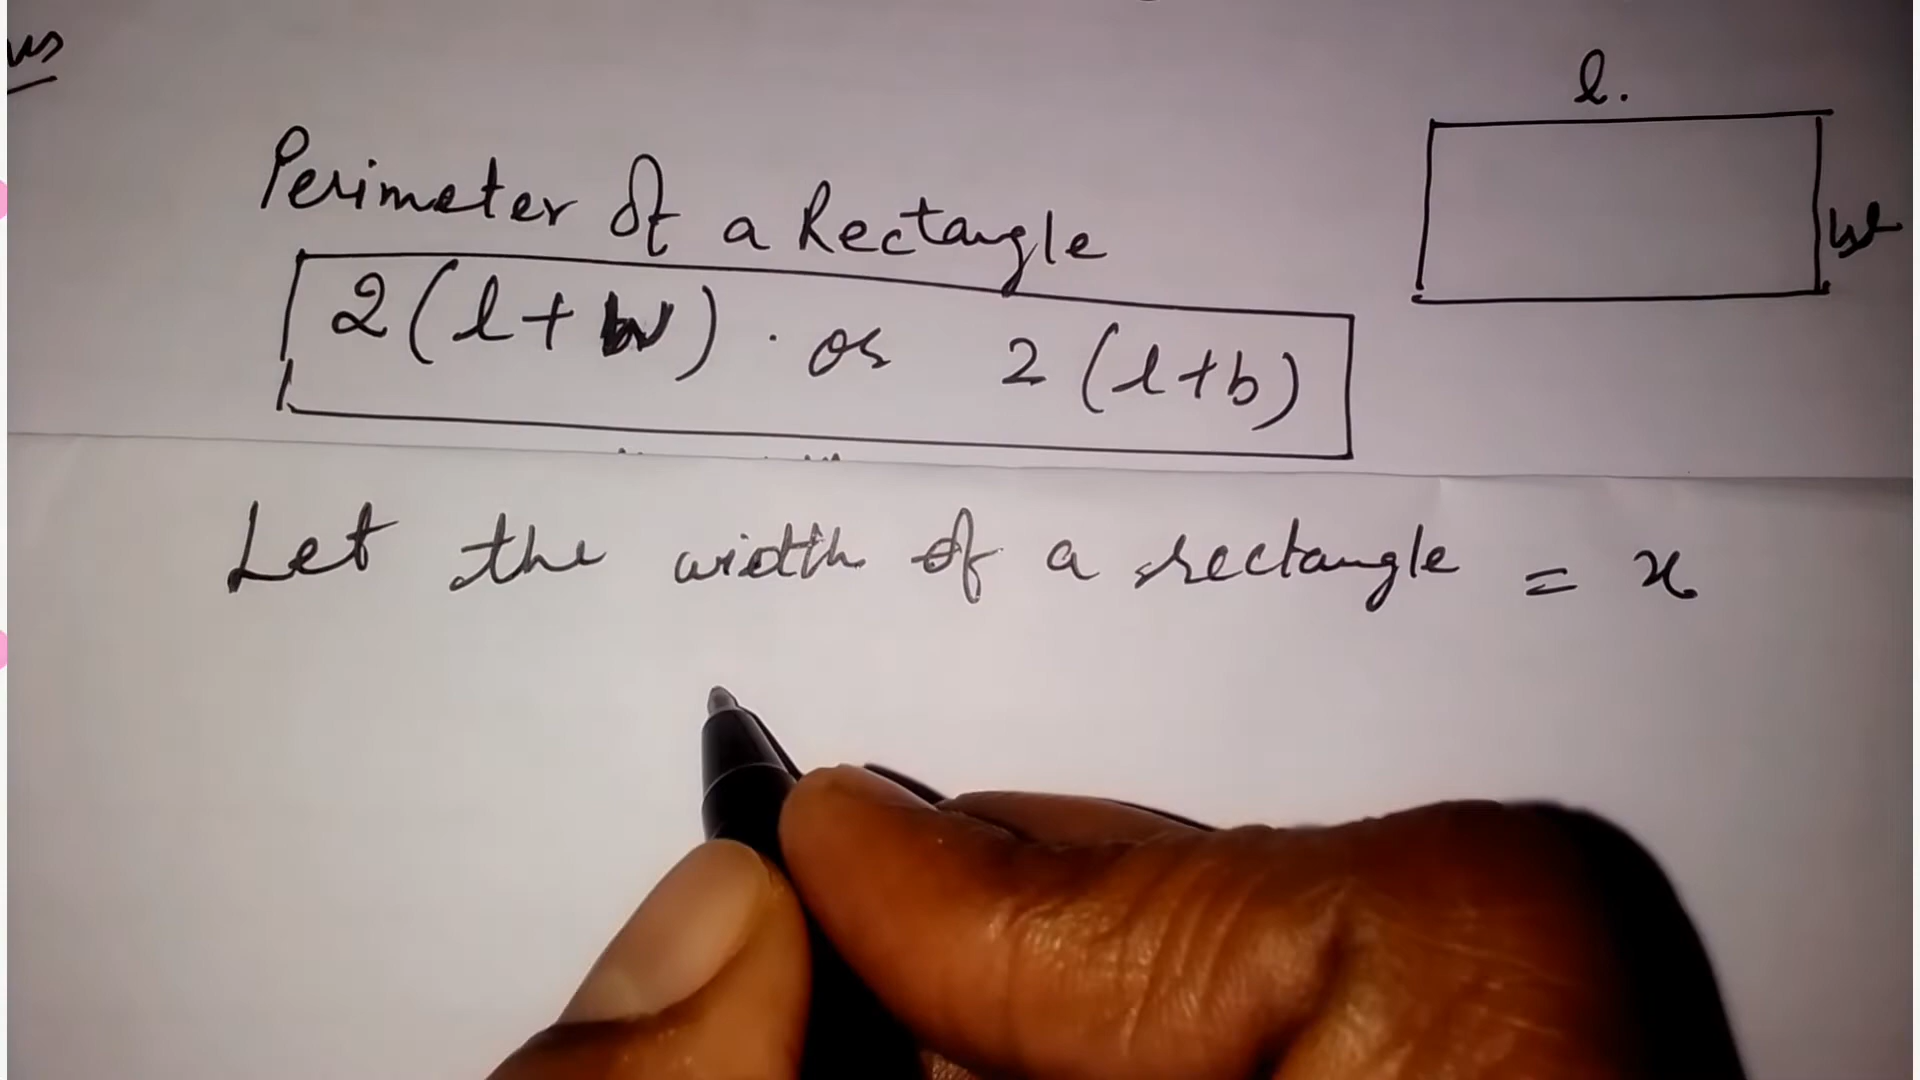 l.
Perimeter of a Rectangle
2(l+w). or 2(l+b)
Let the width of a rectangle = x